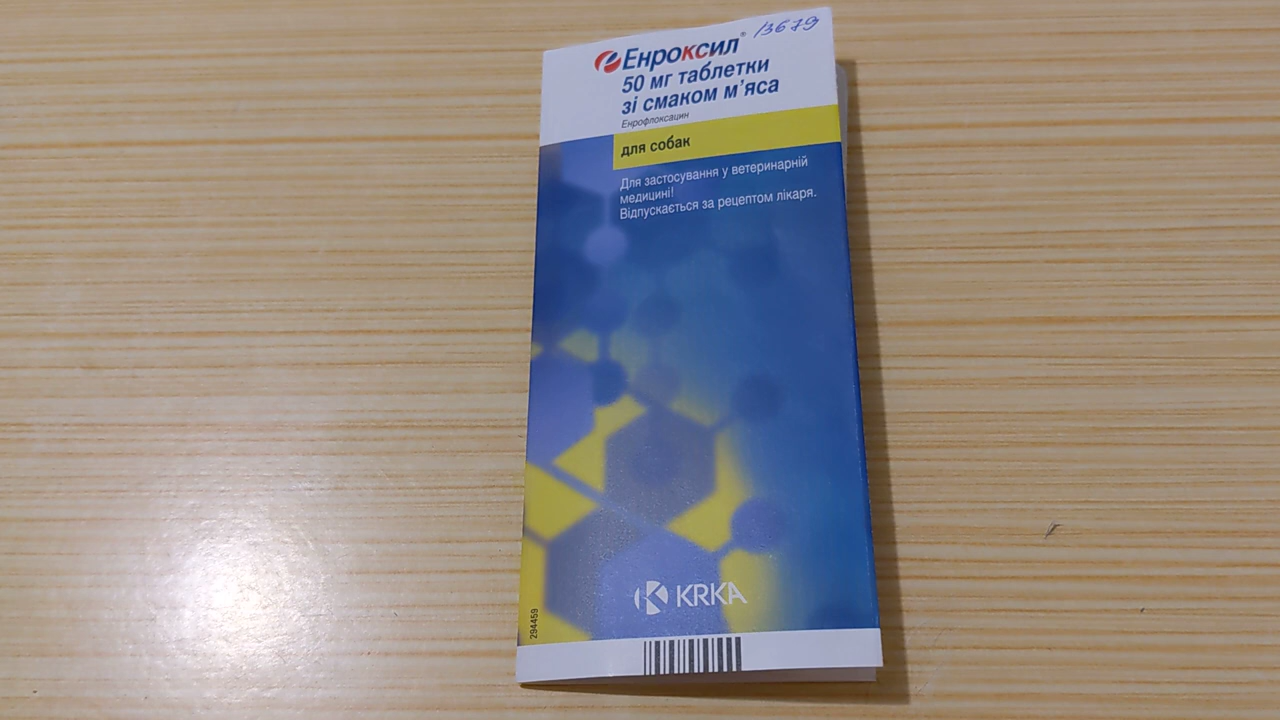 13679
Енроксил®
50 мг таблетки
зі смаком м'яса
Енрофлоксацин
для собак
Для застосування у ветеринарній
медицині!
Відпускається за рецептом лікаря.
KRKA
294459